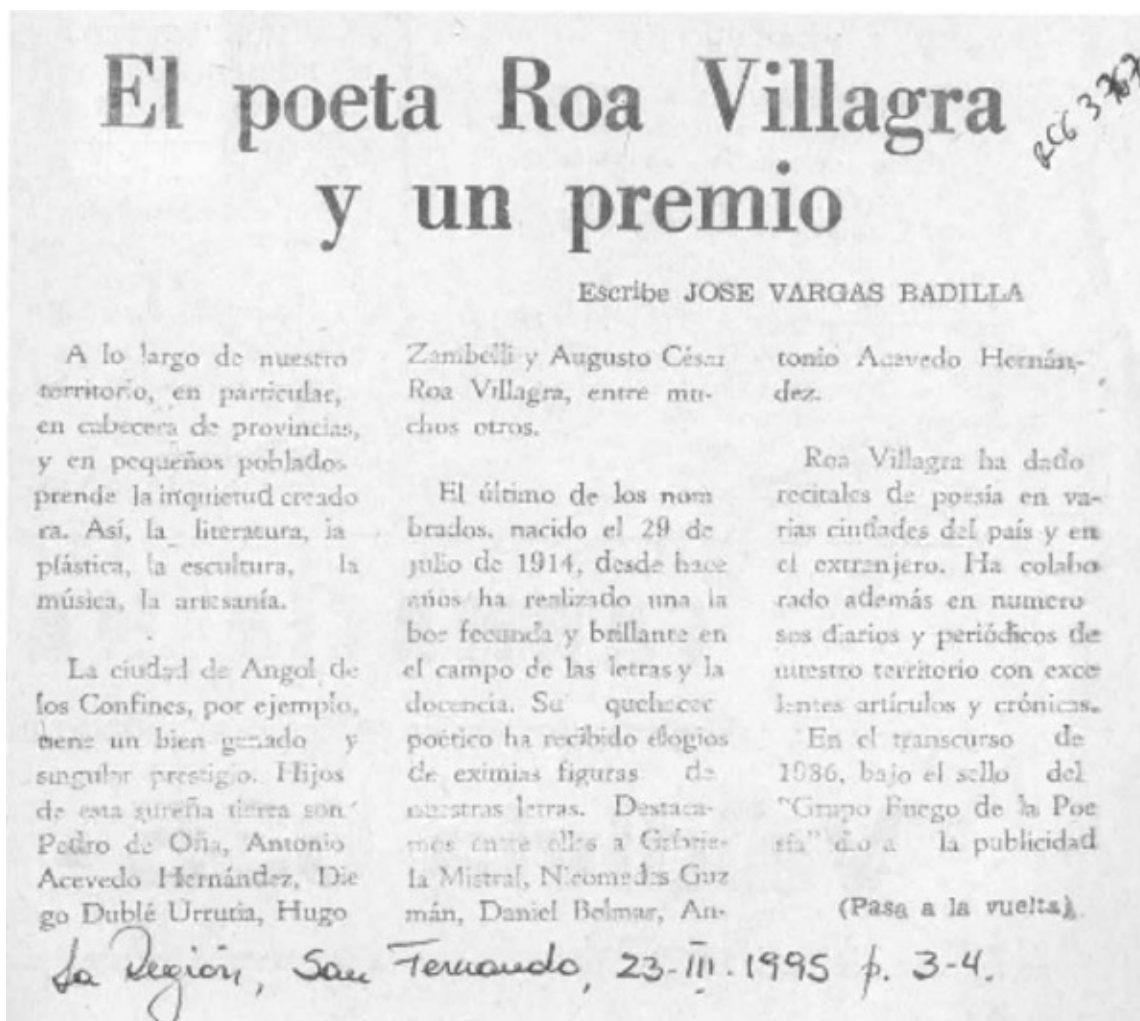 El poeta Roa Villagra
y un premio
Escribe JOSE VARGAS BADILLA
A lo largo de nuestro
territorio, en particular,
en cabecera de provincias,
y en pequeños poblados
prende la inquietud creado
ra. Así, la literatura, la
plástica, la escultura, la
música, la artesanía.
La ciudad de Angol de
los Confines, por ejemplo,
tiene un bien ganado y
singular prestigio. Hijos
de esta sureña tierra son
Pedro de Oña, Antonio
Acevedo Hernández, Die
go Dublé Urrutia, Hugo
Zambelli y Augusto César
Roa Villagra, entre mu-
chos otros.
El último de los nom
brados, nacido el 29 de
julio de 1914, desde hace
años ha realizado una la
bor fecunda y brillante en
el campo de las letras y la
docencia. Su quehacer
poético ha recibido elogios
de eximias figuras de
nuestras letras. Destaca-
mos entre ellos a Gabrie-
la Mistral, Nicomedes Guz
mán, Daniel Belmar, An-
tonio Acevedo Hernán-
dez.
Roa Villagra ha dado
recitales de poesía en va-
rias ciudades del país y en
el extranjero. Ha colabo
rado además en numero
sos diarios y periódicos de
nuestro territorio con exce
lentes artículos y crónicas.
En el transcurso de
1986, bajo el sello del
"Grupo Fuego de la Poe
sía" dio a la publicidad
(Pasa a la vuelta)
La Región, San Fernando, 23-III-1995 p. 3-4.